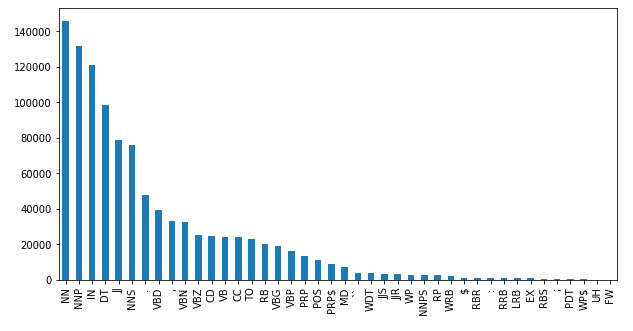 140000
120000
100000
80000
60000
40000
20000
0
NN
NNP
IN
DT
JJ
NNS
.
VBD
,
VBN
VBZ
CD
VB
CC
TO
RB
VBG
VBP
PRP
POS
PRP$
MD
``
WDT
JJS
JJR
WP
NNPS
RP
WRB
$
RBR
:
RRB
LRB
EX
RBS
;
PDT
WP$
UH
FW